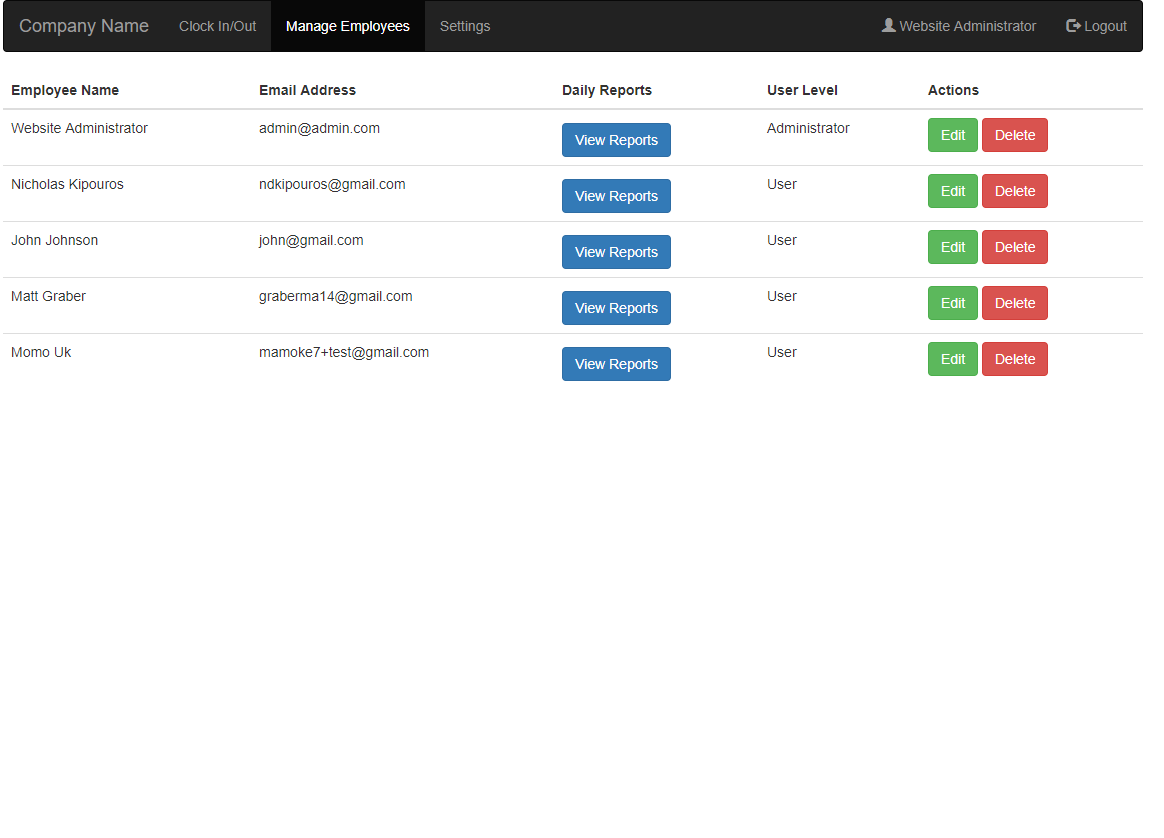 Company Name Clock In/Out Manage Employees Settings Website Administrator Logout
Employee Name Email Address Daily Reports User Level Actions
Website Administrator admin@admin.com View Reports Administrator Edit Delete
Nicholas Kipouros ndkipouros@gmail.com View Reports User Edit Delete
John Johnson john@gmail.com View Reports User Edit Delete
Matt Graber graberma14@gmail.com View Reports User Edit Delete
Momo Uk mamoke7+test@gmail.com View Reports User Edit Delete